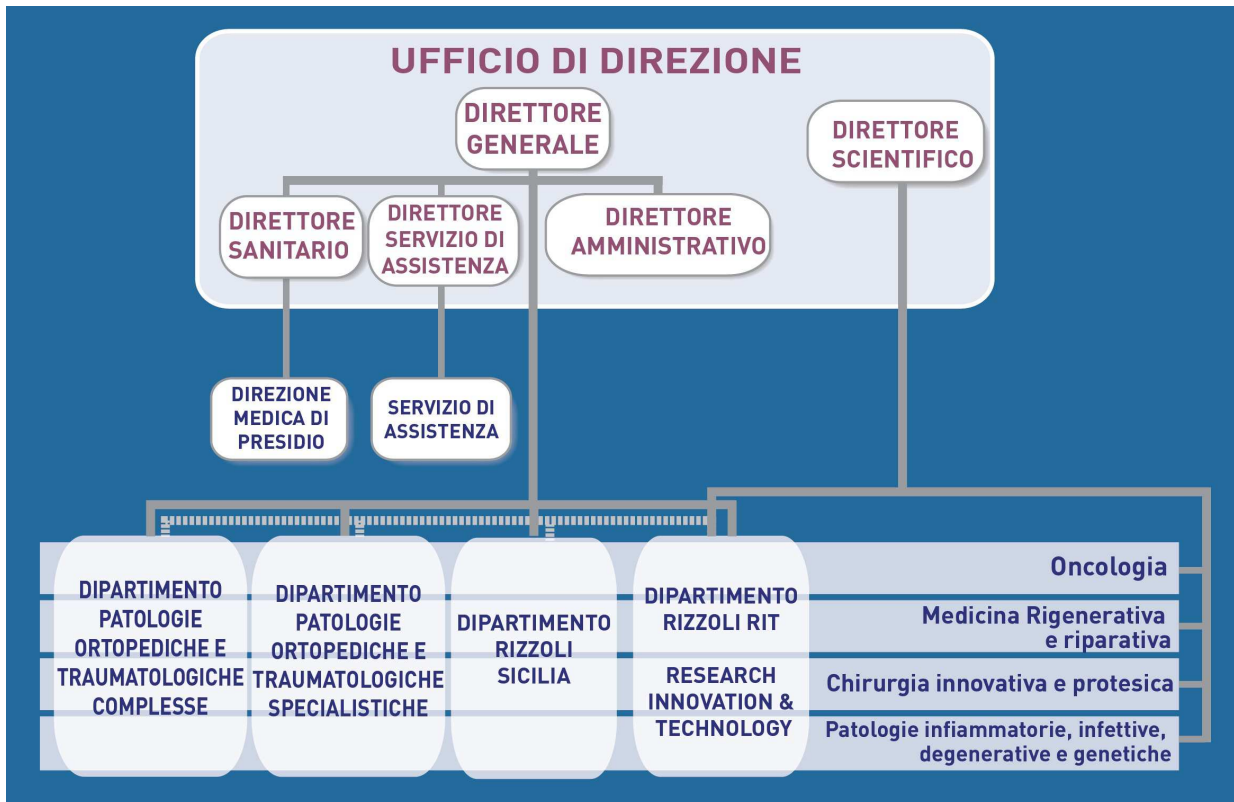 UFFICIO DI DIREZIONE
DIRETTORE
GENERALE
DIRETTORE
SCIENTIFICO
DIRETTORE
SANITARIO
DIRETTORE
SERVIZIO DI
ASSISTENZA
DIRETTORE
AMMINISTRATIVO
DIREZIONE
MEDICA DI
PRESIDIO
SERVIZIO DI
ASSISTENZA
DIPARTIMENTO
PATOLOGIE
ORTOPEDICHE E
TRAUMATOLOGICHE
COMPLESSE
DIPARTIMENTO
PATOLOGIE
ORTOPEDICHE E
TRAUMATOLOGICHE
SPECIALISTICHE
DIPARTIMENTO
RIZZOLI
SICILIA
DIPARTIMENTO
RIZZOLI RIT
RESEARCH
INNOVATION &
TECHNOLOGY
Oncologia
Medicina Rigenerativa
e riparativa
Chirurgia innovativa e protesica
Patologie infiammatorie, infettive,
degenerative e genetiche